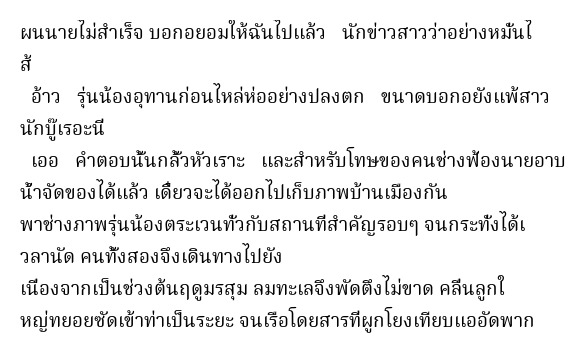 ผนนายไม่สำเร็จ บอกอยอมให้ฉันไปแล้ว   นักข่าวสาวว่าอย่างหมั่นไ
ส้
อ้าว   รุ่นน้องอุทานก่อนไหล่ห่ออย่างปลงตก   ขนาดบอกอยังแพ้สาว
นักบู๊เรอะนี่
เออ   คำตอบนั้นกลั้วหัวเราะ   และสำหรับโทษของคนช่างฟ้องนายอาบ
น้ำจัดของได้แล้ว เดี๋ยวจะได้ออกไปเก็บภาพบ้านเมืองกัน
พาช่างภาพรุ่นน้องตระเวนทั่วกับสถานที่สำคัญรอบๆ จนกระทั่งได้เ
วลานัด คนทั้งสองจึงเดินทางไปยัง
เนื่องจากเป็นช่วงต้นฤดูมรสุม ลมทะเลจึงพัดตึงไม่ขาด คลื่นลูกใ
หญ่ทยอยซัดเข้าท่าเป็นระยะ จนเรือโดยสารที่ผูกโยงเทียบแออัดพาก